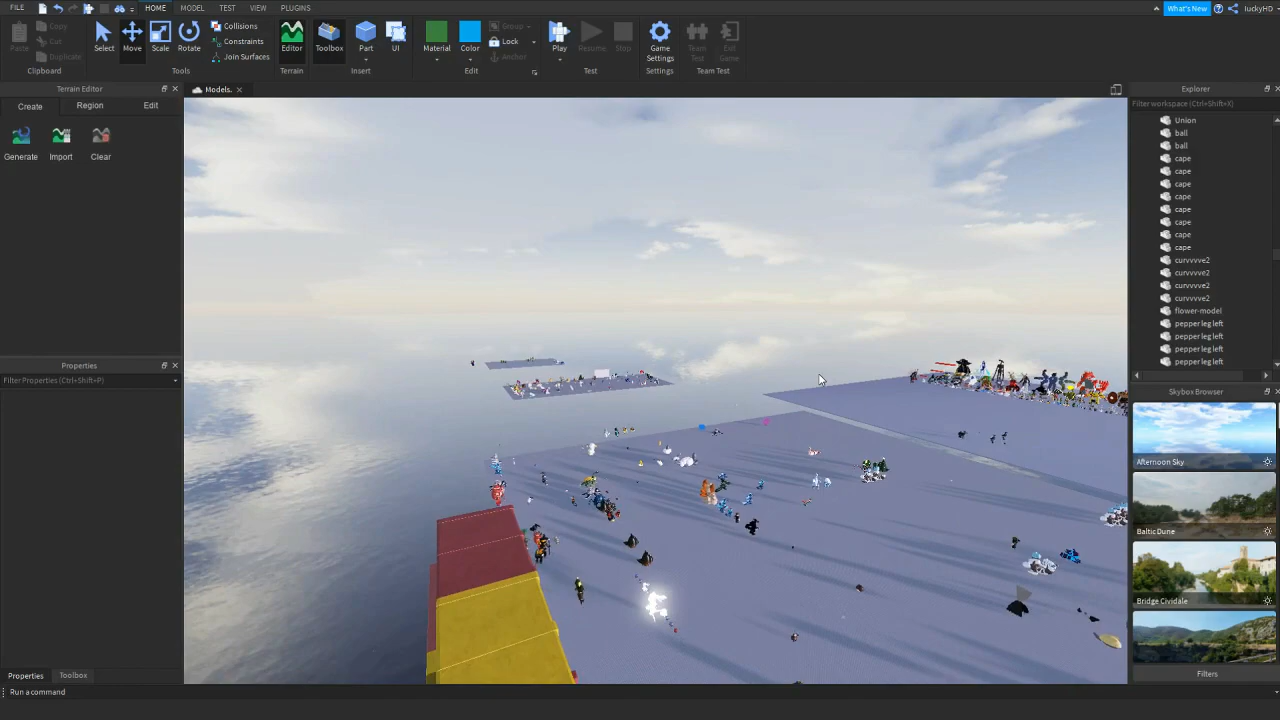 FILE
HOME
MODEL
TEST
VIEW
PLUGINS
What's New
luckyHD
Paste
Copy
Cut
Duplicate
Clipboard
Select
Move
Scale
Rotate
Collisions
Constraints
Join Surfaces
Tools
Editor
Terrain
Toolbox
Part
UI
Insert
Material
Color
Group
Lock
Anchor
Edit
Play
Resume
Stop
Test
Game
Settings
Settings
Team
Test
Exit
Game
Team Test
Terrain Editor
Models.
Explorer
Create
Region
Edit
Filter workspace (Ctrl+Shift+X)
Generate
Import
Clear
Union
ball
ball
cape
cape
cape
cape
cape
cape
cape
cape
curvvvve2
curvvvve2
curvvvve2
curvvvve2
flower-model
pepper leg left
pepper leg left
pepper leg left
pepper leg left
Properties
Filter Properties (Ctrl+Shift+P)
Skybox Browser
Afternoon Sky
Baltic Dune
Bridge Cividale
Filters
Properties
Toolbox
Run a command